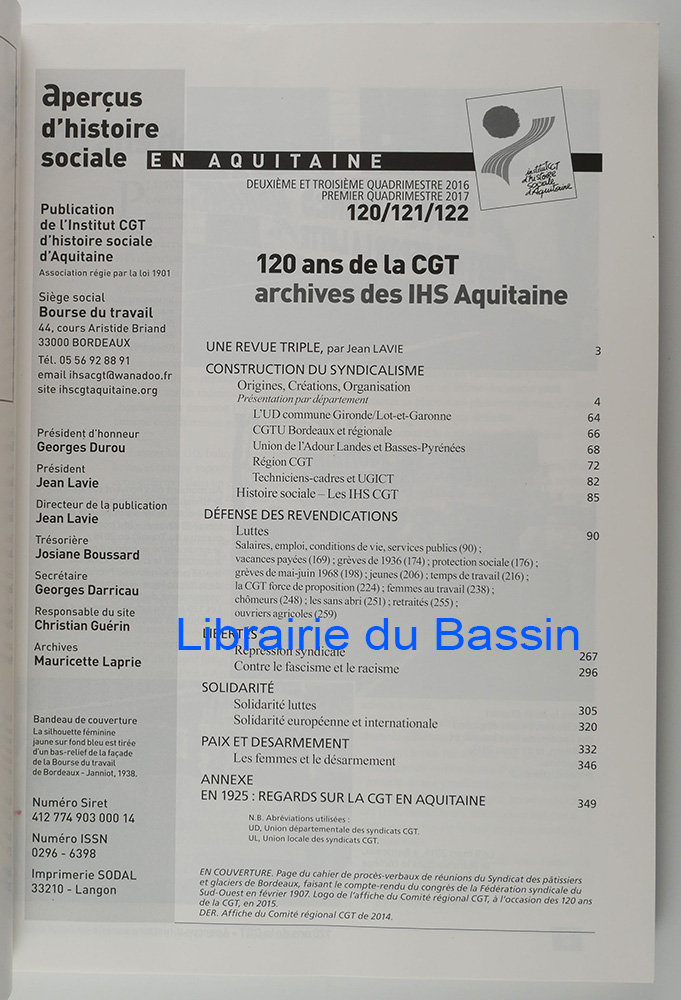 aperçus
d'histoire
sociale EN AQUITAINE
institut CGT
d'histoire
sociale
d'Aquitaine
DEUXIÈME ET TROISIÈME QUADRIMESTRE 2016
PREMIER QUADRIMESTRE 2017
120/121/122
Publication
de l'Institut CGT
d'histoire sociale
d'Aquitaine
Association régie par la loi 1901
Siège social
Bourse du travail
44, cours Aristide Briand
33000 BORDEAUX
Tél. 05 56 92 88 91
email ihsacgt@wanadoo.fr
site ihscgtaquitaine.org
Président d'honneur
Georges Durou
Président
Jean Lavie
Directeur de la publication
Jean Lavie
Trésorière
Josiane Boussard
Secrétaire
Georges Darricau
Responsable du site
Christian Guérin
Archives
Mauricette Laprie
Bandeau de couverture
La silhouette féminine
jaune sur fond bleu est tirée
d'un bas-relief de la façade
de la Bourse du travail
de Bordeaux - Janniot, 1938.
Numéro Siret
412 774 903 000 14
Numéro ISSN
0296 - 6398
Imprimerie SODAL
33210 - Langon
120 ans de la CGT
archives des IHS Aquitaine
UNE REVUE TRIPLE, par Jean LAVIE 3
CONSTRUCTION DU SYNDICALISME
Origines, Créations, Organisation
Présentation par département 4
L'UD commune Gironde/Lot-et-Garonne 64
CGTU Bordeaux et régionale 66
Union de l'Adour Landes et Basses-Pyrénées 68
Région CGT 72
Techniciens-cadres et UGICT 82
Histoire sociale – Les IHS CGT 85
DÉFENSE DES REVENDICATIONS
Luttes 90
Salaires, emploi, conditions de vie, services publics (90) ;
vacances payées (169) ; grèves de 1936 (174) ; protection sociale (176) ;
grèves de mai-juin 1968 (198) ; jeunes (206) ; temps de travail (216) ;
la CGT force de proposition (224) ; femmes au travail (238) ;
chômeurs (248) ; les sans abri (251) ; retraités (255) ;
ouvriers agricoles (259)
LIBERTÉS
Librairie du Bassin
Répression syndicale 267
Contre le fascisme et le racisme 296
SOLIDARITÉ
Solidarité luttes 305
Solidarité européenne et internationale 320
PAIX ET DESARMEMENT 332
Les femmes et le désarmement 346
ANNEXE
EN 1925 : REGARDS SUR LA CGT EN AQUITAINE 349
N.B. Abréviations utilisées :
UD, Union départementale des syndicats CGT.
UL, Union locale des syndicats CGT.
EN COUVERTURE. Page du cahier de procès-verbaux de réunions du Syndicat des pâtissiers
et glaciers de Bordeaux, faisant le compte-rendu du congrès de la Fédération syndicale du
Sud-Ouest en février 1907. Logo de l'affiche du Comité régional CGT, à l'occasion des 120 ans
de la CGT, en 2015.
DER. Affiche du Comité régional CGT de 2014.